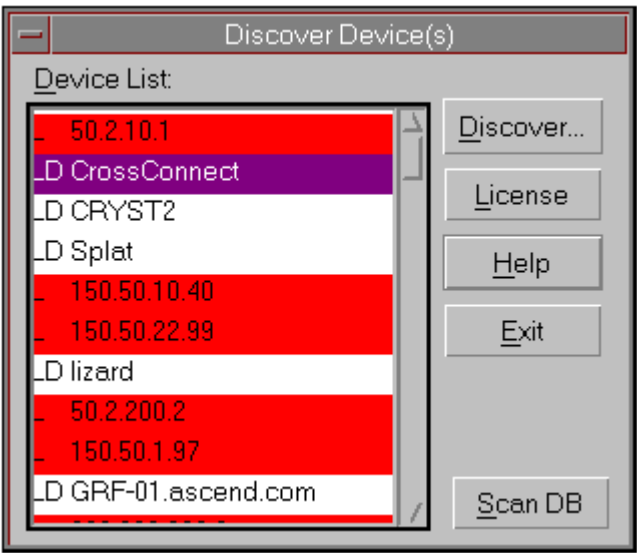 Discover Device(s)
Device List:
L 50.2.10.1
LD CrossConnect
LD CRYST2
LD Splat
L 150.50.10.40
L 150.50.22.99
LD lizard
L 50.2.200.2
L 150.50.1.97
LD GRF-01.ascend.com
Discover...
License
Help
Exit
Scan DB